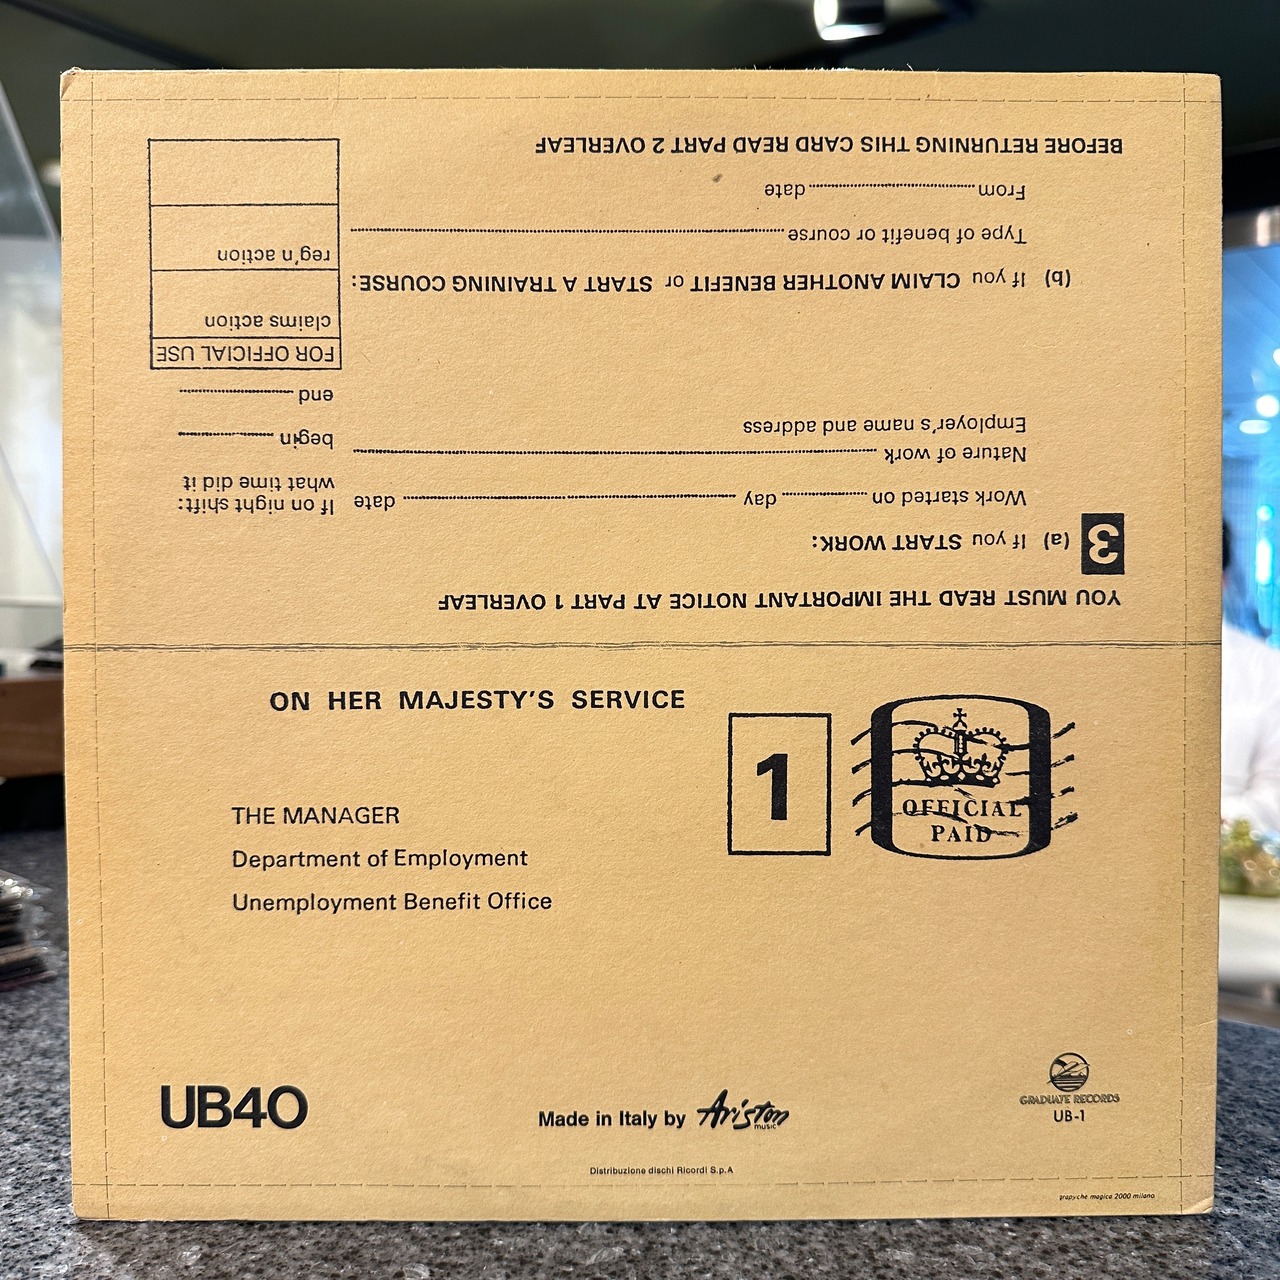 BEFORE RETURNING THIS CARD READ PART 2 OVERLEAF
From ........ date
Type of benefit or course ........
(b) If you CLAIM ANOTHER BENEFIT or START A TRAINING COURSE:
reg'n action
claims action
FOR OFFICIAL USE
end ........
Employer's name and address
begin ........
Nature of work ........
If on night shift:
what time did it
Work started on ........ day ........ date
3 (a) If you START WORK:
YOU MUST READ THE IMPORTANT NOTICE AT PART 1 OVERLEAF
ON HER MAJESTY'S SERVICE
1
OFFICIAL
PAID
THE MANAGER
Department of Employment
Unemployment Benefit Office
UB40
Made in Italy by Ariston
music
GRADUATE RECORDS
UB-1
Distribuzione dischi Ricordi S.p.A
grapyche magica 2000 milano